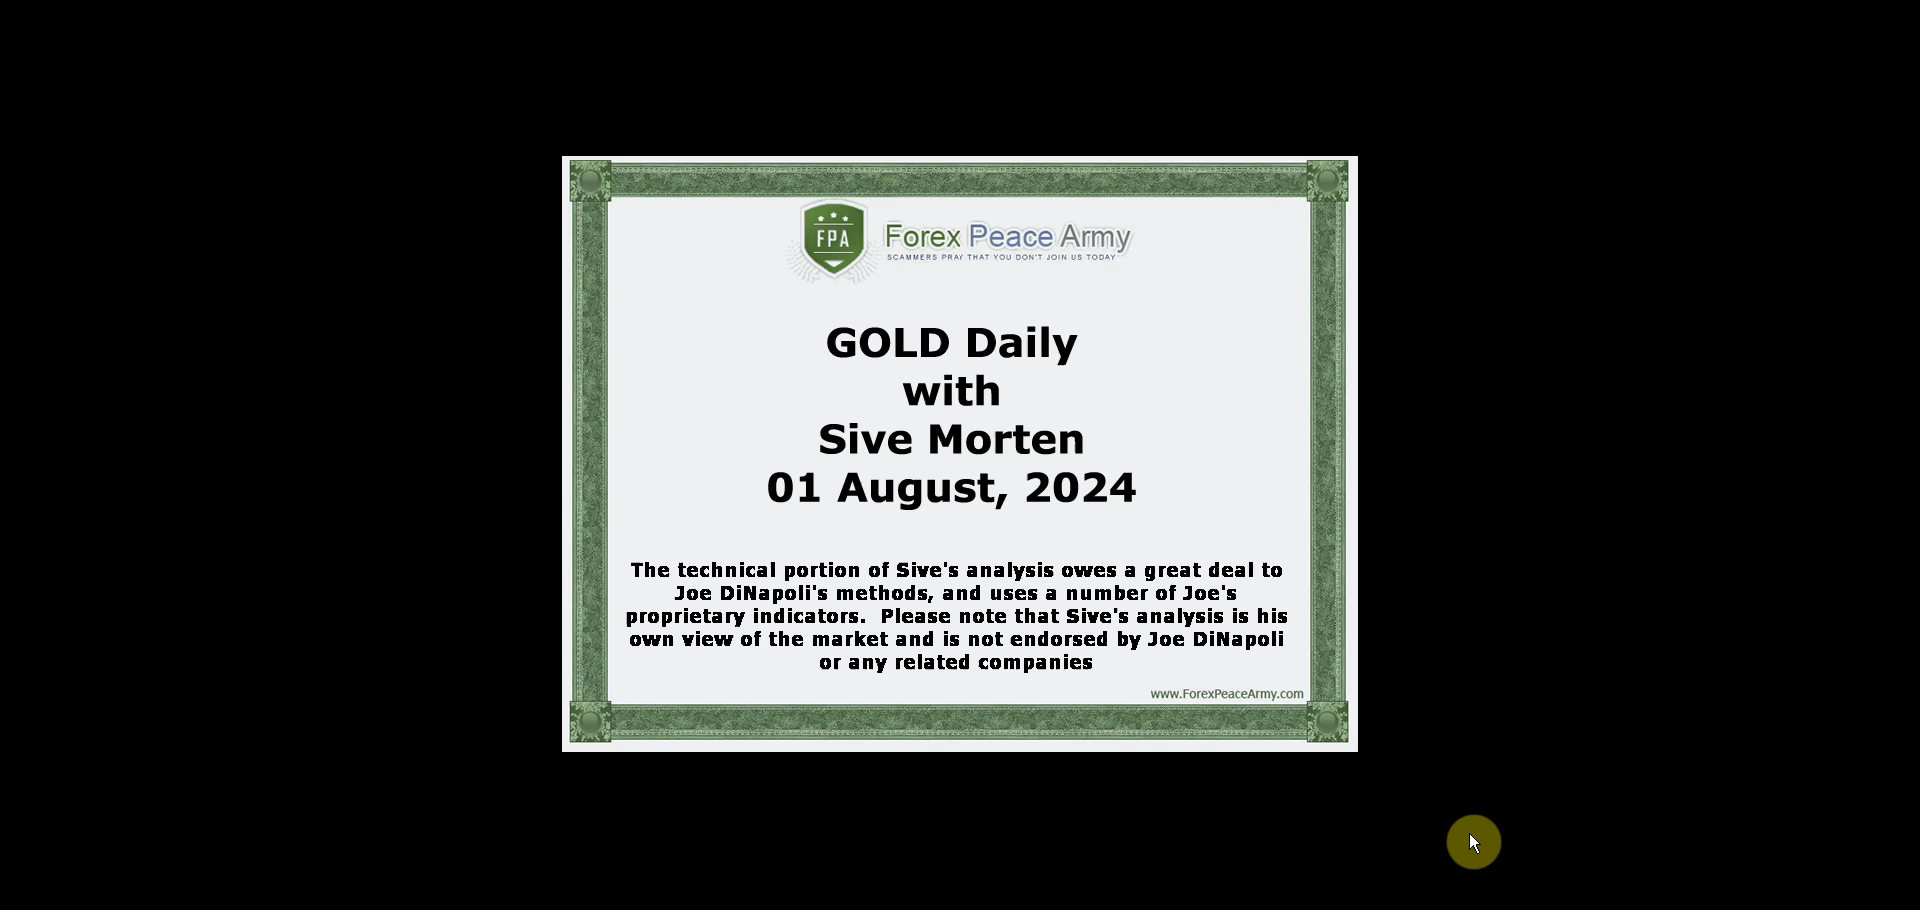 FPA
Forex Peace Army
SCAMMERS PRAY THAT YOU DON'T JOIN US TODAY
GOLD Daily
with
Sive Morten
01 August, 2024
The technical portion of Sive's analysis owes a great deal to
Joe DiNapoli's methods, and uses a number of Joe's
proprietary indicators.  Please note that Sive's analysis is his
own view of the market and is not endorsed by Joe DiNapoli
or any related companies
www.ForexPeaceArmy.com